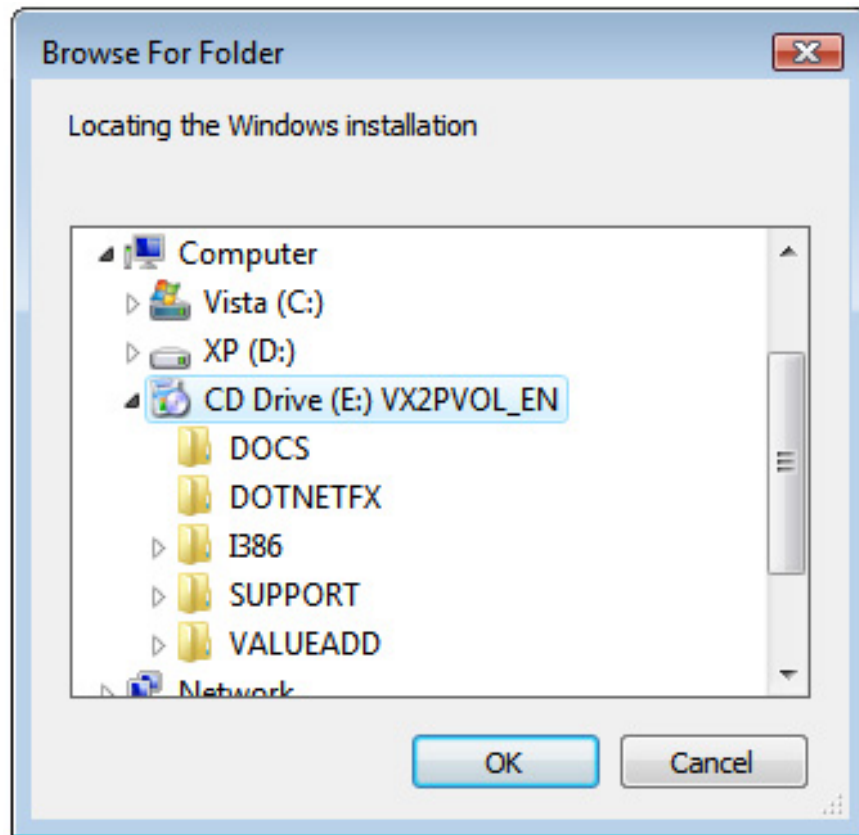 Browse For Folder
Locating the Windows installation
Computer
Vista (C:)
XP (D:)
CD Drive (E:) VX2PVOL_EN
DOCS
DOTNETFX
I386
SUPPORT
VALUEADD
Network
OK Cancel